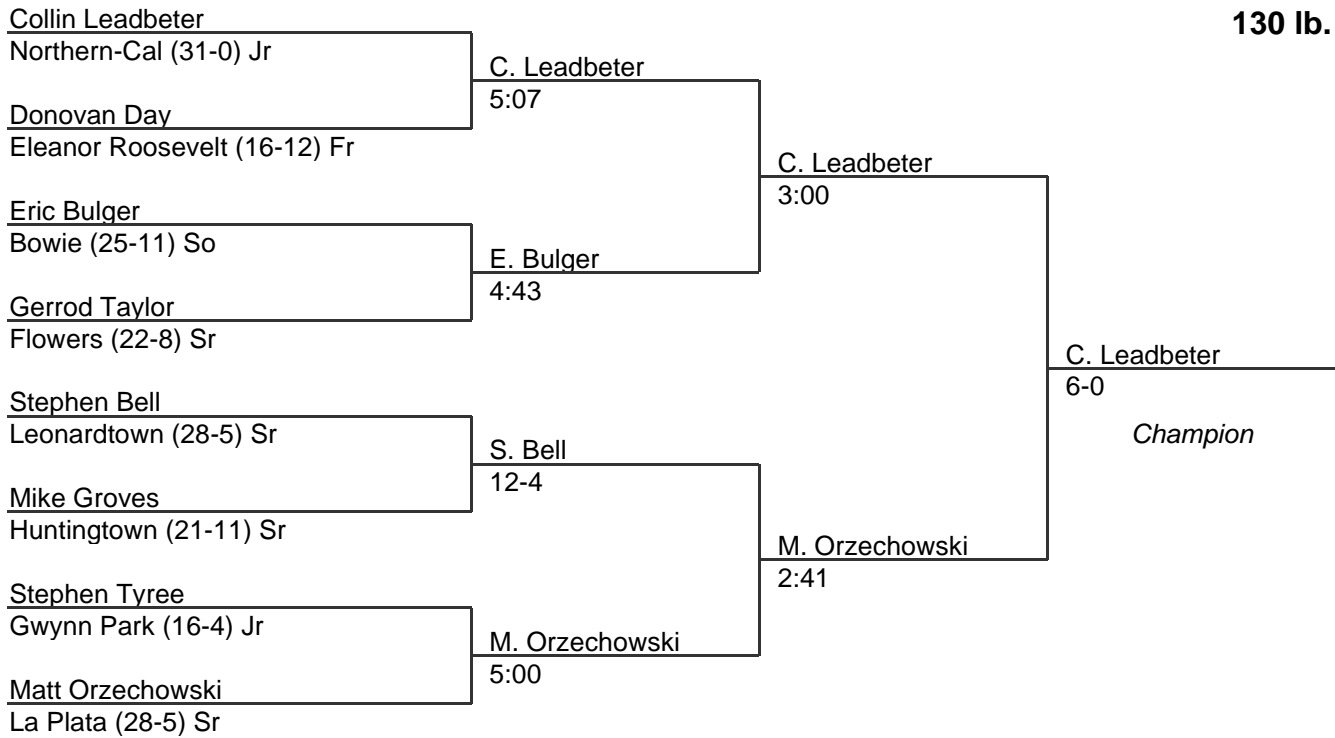 Collin Leadbeter
130 lb.
Northern-Cal (31-0) Jr
C. Leadbeter
5:07
Donovan Day
Eleanor Roosevelt (16-12) Fr
C. Leadbeter
3:00
Eric Bulger
Bowie (25-11) So
E. Bulger
4:43
Gerrod Taylor
Flowers (22-8) Sr
C. Leadbeter
6-0
Champion
Stephen Bell
Leonardtown (28-5) Sr
S. Bell
12-4
Mike Groves
Huntingtown (21-11) Sr
M. Orzechowski
2:41
Stephen Tyree
Gwynn Park (16-4) Jr
M. Orzechowski
5:00
Matt Orzechowski
La Plata (28-5) Sr